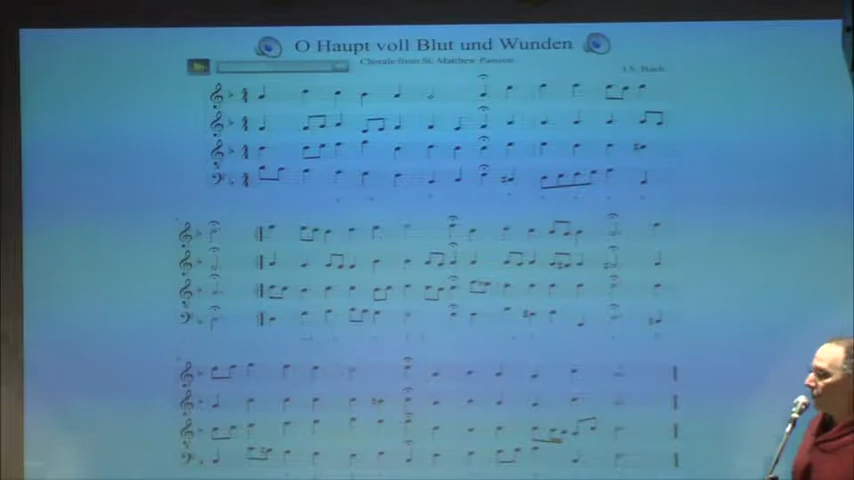 O Haupt voll Blut und Wunden
Chorale from St. Matthew Passion
J.S. Bach